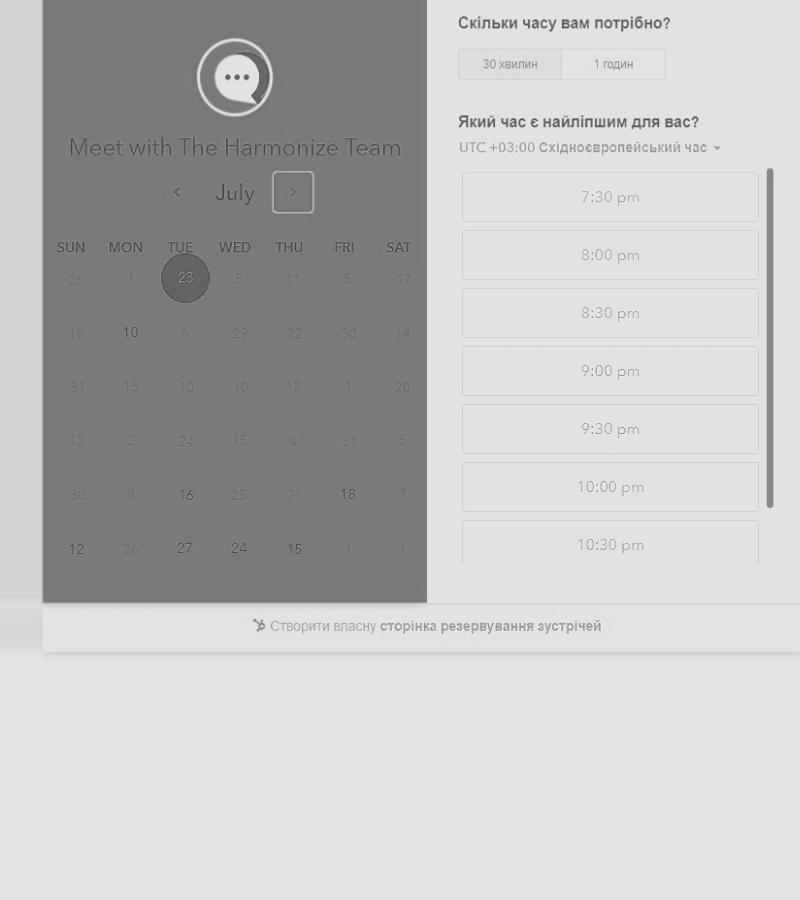 Meet with The Harmonize Team
July
SUN MON TUE WED THU FRI SAT
26 1 23 5 11 5 17
18 10 6 29 22 30 14
31 15 10 10 12 1 20
13 2 24 15 4 31 6
30 8 16 25 21 18 7
12 26 27 24 15 1 1
Скільки часу вам потрібно?
30 хвилин 1 годин
Який час є найліпшим для вас?
UTC +03:00 Східноєвропейський час
7:30 pm
8:00 pm
8:30 pm
9:00 pm
9:30 pm
10:00 pm
10:30 pm
Створити власну сторінка резервування зустрічей